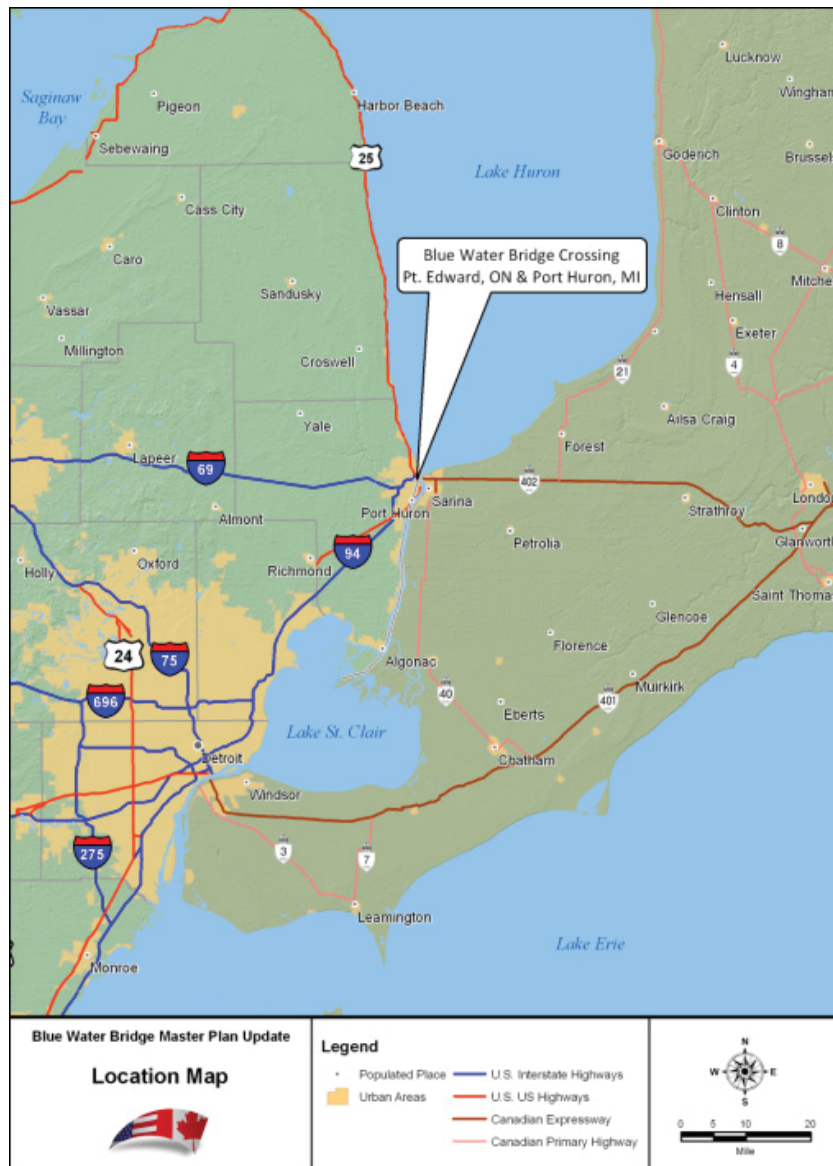 Lucknow
Saginaw
Bay
Pigeon
Harbor Beach
Wingham
Sebewaing
25
Goderich
Brussel
Lake Huron
Cass City
Clinton
8
Caro
Blue Water Bridge Crossing
Pt. Edward, ON & Port Huron, MI
Mitche
Sandusky
Hensall
Vassar
Exeter
Millington
Croswell
21
4
Yale
Ailsa Craig
Lapeer
69
Forest
402
Sarina
London
Almont
Port Huron
Strathroy
94
Petrolia
Glanworth
Oxford
Holly
Richmond
Saint Thomas
Glencoe
24
75
Florence
Algonac
Muirkirk
696
40
Eberts
401
Lake St. Clair
Detroit
Chatham
Windsor
275
3
7
Leamington
Lake Erie
Monroe
Blue Water Bridge Master Plan Update
Location Map
Legend
Populated Place
Urban Areas
U.S. Interstate Highways
U.S. US Highways
Canadian Expressway
Canadian Primary Highway
N
W E
S
0 5 10 20
Mile